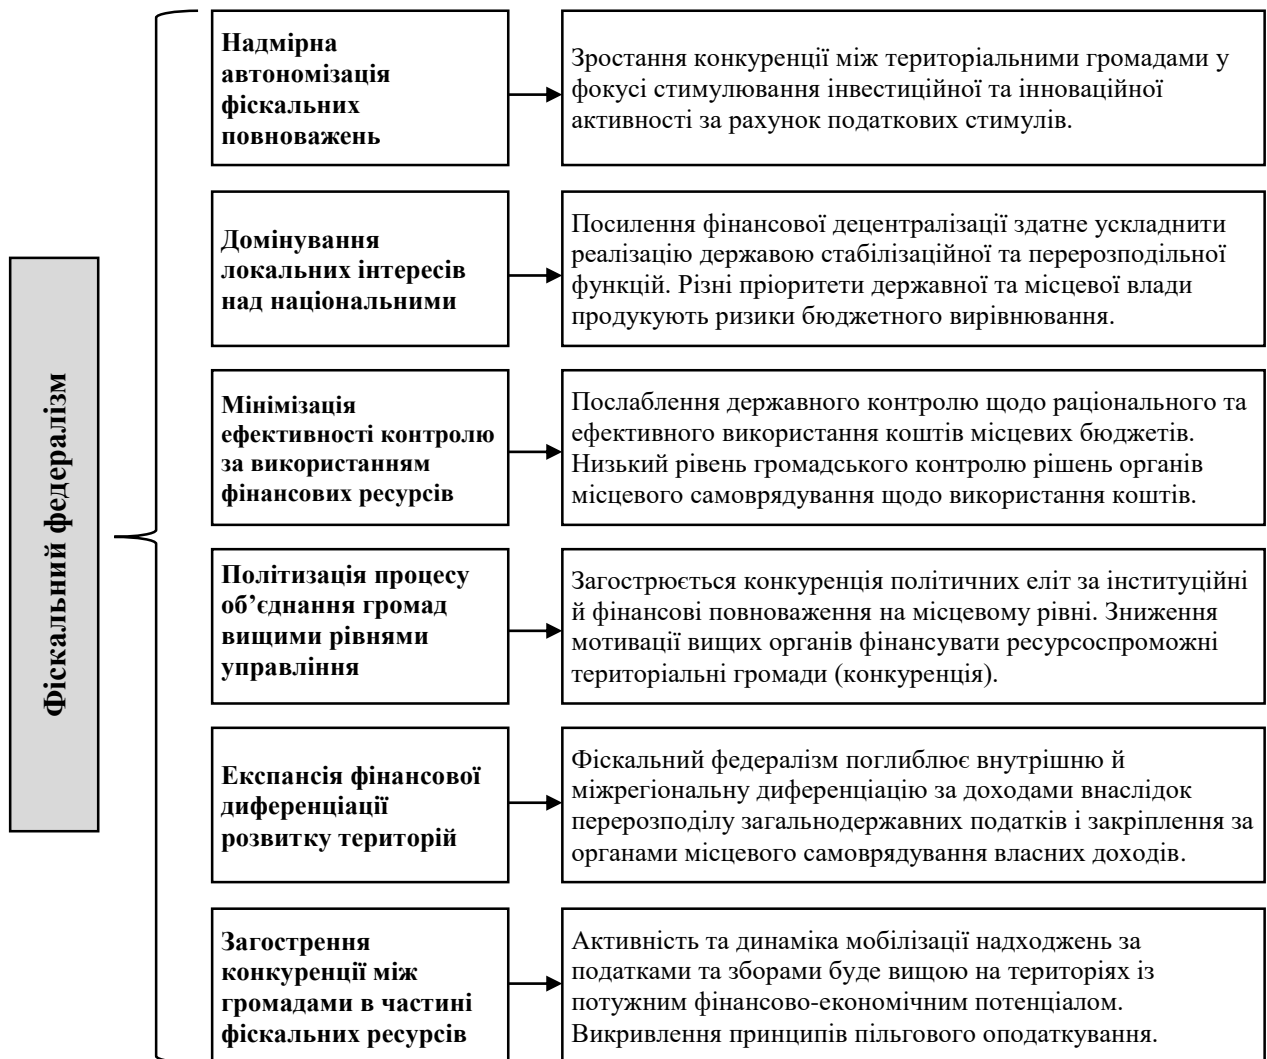 Фіскальний федералізм
Надмірна
автономізація
фіскальних
повноважень
Зростання конкуренції між територіальними громадами у
фокусі стимулювання інвестиційної та інноваційної
активності за рахунок податкових стимулів.
Домінування
локальних інтересів
над національними
Посилення фінансової децентралізації здатне ускладнити
реалізацію державою стабілізаційної та перерозподільної
функцій. Різні пріоритети державної та місцевої влади
продукують ризики бюджетного вирівнювання.
Мінімізація
ефективності контролю
за використанням
фінансових ресурсів
Послаблення державного контролю щодо раціонального та
ефективного використання коштів місцевих бюджетів.
Низький рівень громадського контролю рішень органів
місцевого самоврядування щодо використання коштів.
Політизація процесу
об’єднання громад
вищими рівнями
управління
Загострюється конкуренція політичних еліт за інституційні
й фінансові повноваження на місцевому рівні. Зниження
мотивації вищих органів фінансувати ресурсоспроможні
територіальні громади (конкуренція).
Експансія фінансової
диференціації
розвитку територій
Фіскальний федералізм поглиблює внутрішню й
міжрегіональну диференціацію за доходами внаслідок
перерозподілу загальнодержавних податків і закріплення за
органами місцевого самоврядування власних доходів.
Загострення
конкуренції між
громадами в частині
фіскальних ресурсів
Активність та динаміка мобілізації надходжень за
податками та зборами буде вищою на територіях із
потужним фінансово-економічним потенціалом.
Викривлення принципів пільгового оподаткування.